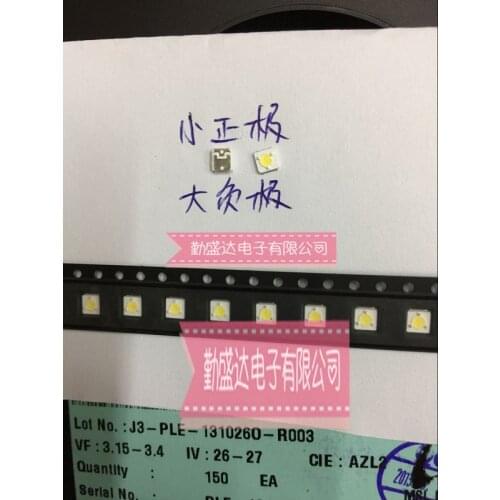 小正极
大负极
勤盛达电子有限公司
勤盛达电子有限公司
Lot No. : J3-PLE-131026O-R003
VF : 3.15-3.4 IV : 26-27 CIE : AZL2
Quantity : 150 EA
Serial No.